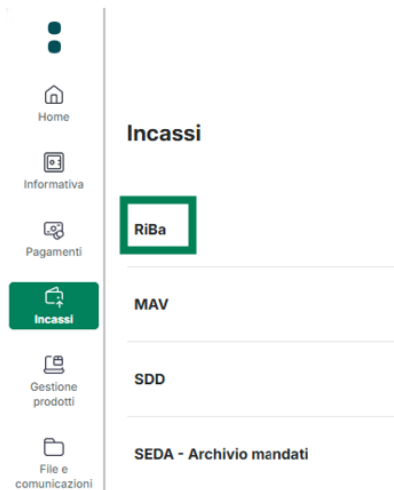 Home
Informativa
Pagamenti
Incassi
Gestione
prodotti
File e
comunicazioni
Incassi
RiBa
MAV
SDD
SEDA - Archivio mandati